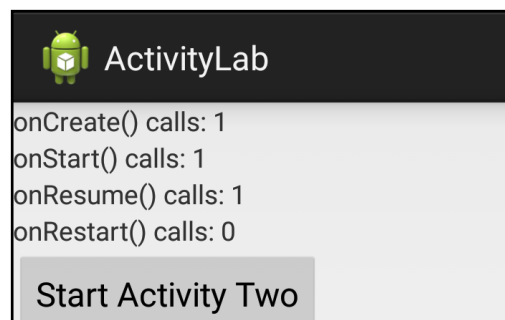 ActivityLab
onCreate() calls: 1
onStart() calls: 1
onResume() calls: 1
onRestart() calls: 0
Start Activity Two